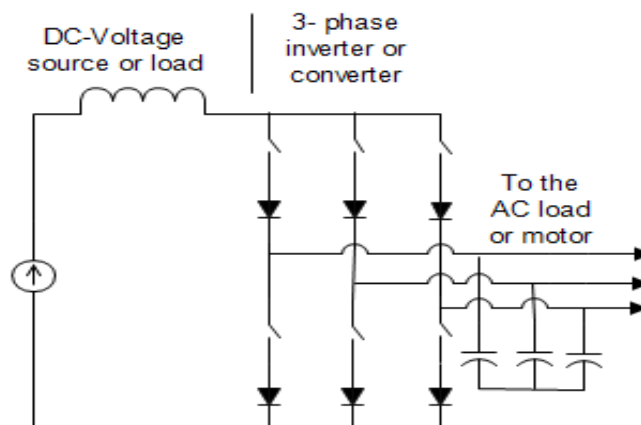 DC-Voltage
source or load
3- phase
inverter or
converter
To the
AC load
or motor